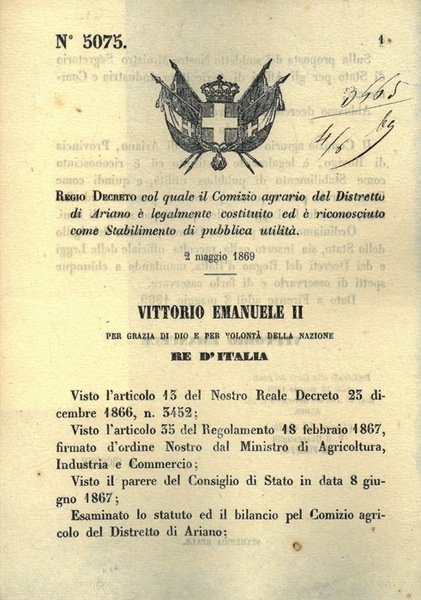 N° 5075.
1
3465
4/6 69
REGIO DECRETO col quale il Comizio agrario del Distretto
di Ariano è legalmente costituito ed è riconosciuto
come Stabilimento di pubblica utilità.
2 maggio 1869
VITTORIO EMANUELE II
PER GRAZIA DI DIO E PER VOLONTÀ DELLA NAZIONE
RE D'ITALIA
Visto l'articolo 13 del Nostro Reale Decreto 23 di-
cembre 1866, n. 3452;
Visto l'articolo 35 del Regolamento 18 febbraio 1867,
firmato d'ordine Nostro dal Ministro di Agricoltura,
Industria e Commercio;
Visto il parere del Consiglio di Stato in data 8 giu-
gno 1867;
Esaminato lo statuto ed il bilancio pel Comizio agri-
colo del Distretto di Ariano;